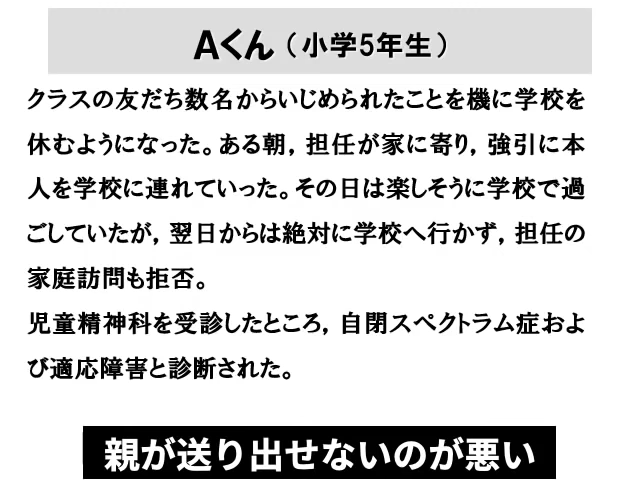 Aくん（小学5年生）
クラスの友だち数名からいじめられたことを機に学校を
休むようになった。ある朝，担任が家に寄り，強引に本
人を学校に連れていった。その日は楽しそうに学校で過
ごしていたが，翌日からは絶対に学校へ行かず，担任の
家庭訪問も拒否。
児童精神科を受診したところ，自閉スペクトラム症およ
び適応障害と診断された。
親が送り出せないのが悪い